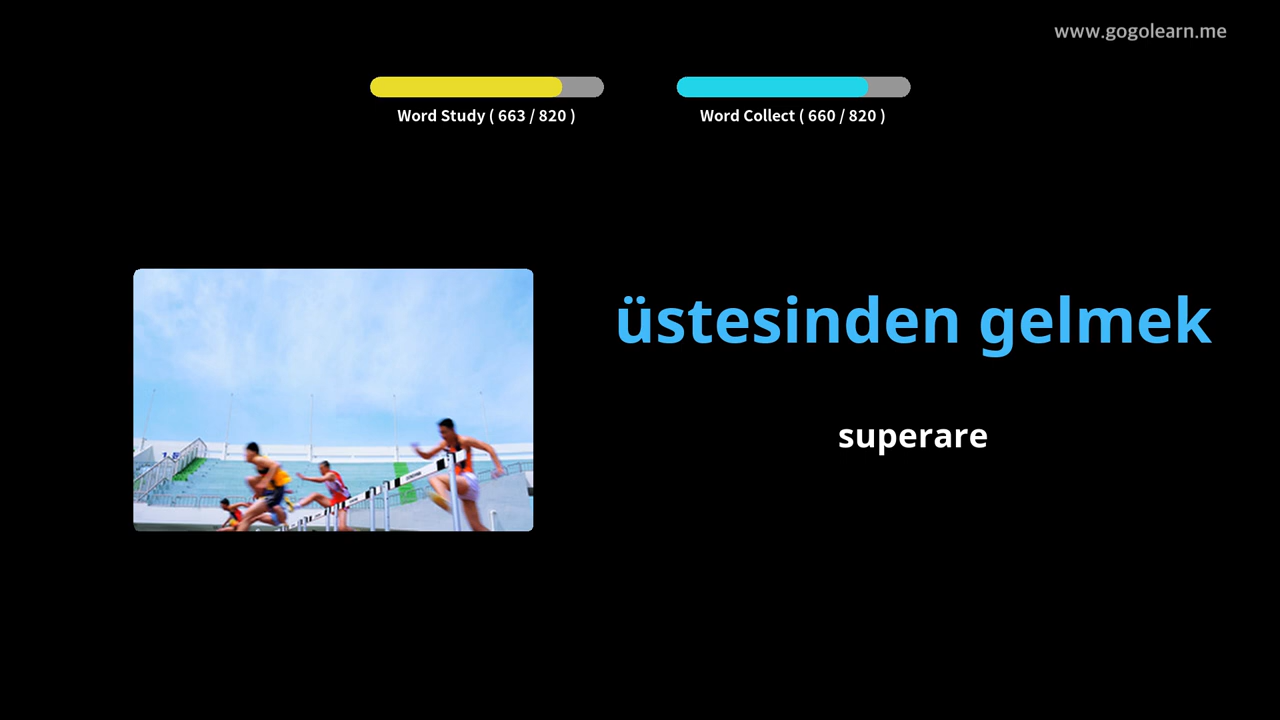 www.gogolearn.me
Word Study ( 663 / 820 )
Word Collect ( 660 / 820 )
üstesinden gelmek
superare